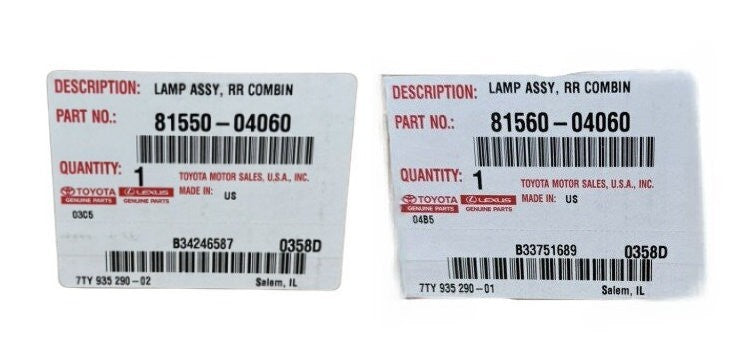 DESCRIPTION: LAMP ASSY, RR COMBIN
PART NO.: 81550-04060
QUANTITY: 1 TOYOTA MOTOR SALES, U.S.A., INC.
TOYOTA LEXUS MADE IN: US
GENUINE PARTS GENUINE PARTS
03C5
B34246587 0358D
7TY 935 290-02 Salem, IL
DESCRIPTION: LAMP ASSY, RR COMBIN
PART NO.: 81560-04060
QUANTITY: 1 TOYOTA MOTOR SALES, U.S.A., INC.
TOYOTA LEXUS MADE IN: US
GENUINE PARTS GENUINE PARTS
04B5
B33751689 0358D
7TY 935 290-01 Salem, IL